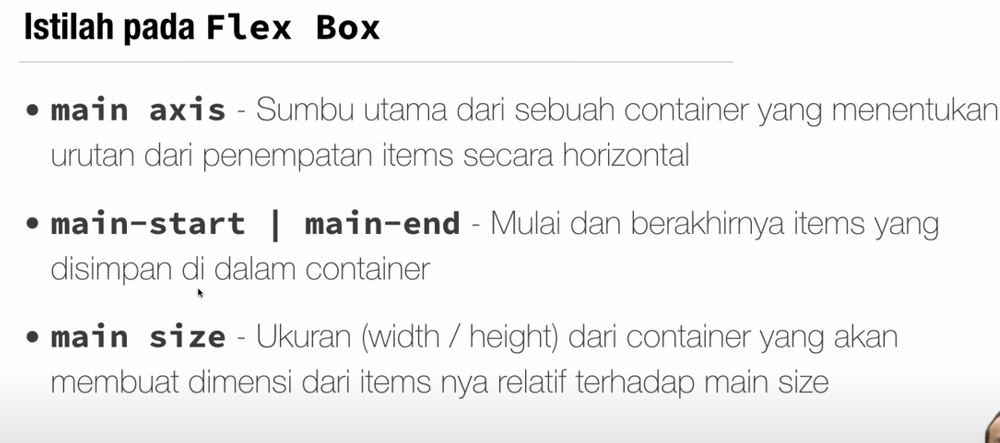 Istilah pada Flex Box
• main axis - Sumbu utama dari sebuah container yang menentukan
urutan dari penempatan items secara horizontal
• main-start | main-end - Mulai dan berakhirnya items yang
disimpan di dalam container
• main size - Ukuran (width / height) dari container yang akan
membuat dimensi dari items nya relatif terhadap main size